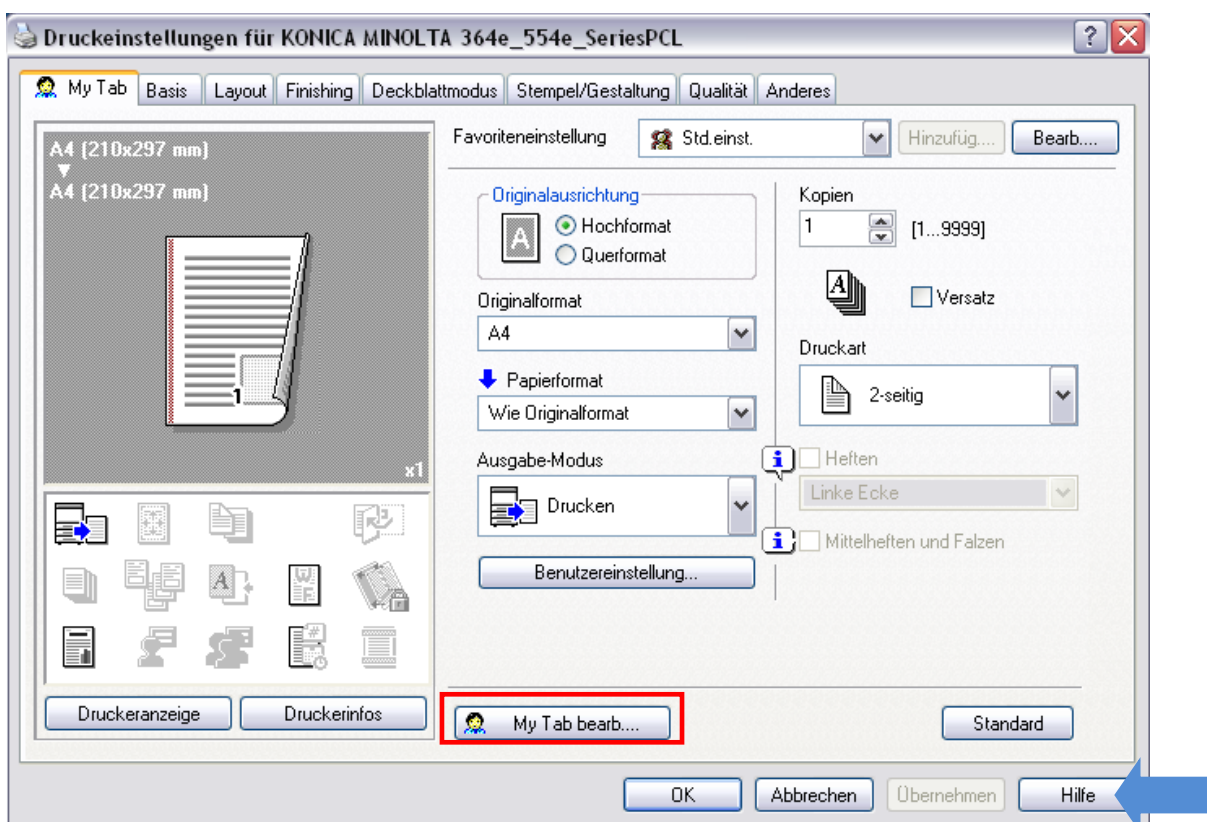 Druckeinstellungen für KONICA MINOLTA 364e_554e_SeriesPCL
My Tab
Basis
Layout
Finishing
Deckblattmodus
Stempel/Gestaltung
Qualität
Anderes
A4 (210x297 mm)
A4 (210x297 mm)
1
x1
Druckeranzeige
Druckerinfos
Favoriteneinstellung
Std.einst.
Hinzufüg....
Bearb....
Originalausrichtung
A
Hochformat
Querformat
Originalformat
A4
Papierformat
Wie Originalformat
Ausgabe-Modus
Drucken
Benutzereinstellung...
Kopien
1
[1...9999]
A
Versatz
Druckart
2-seitig
Heften
Linke Ecke
Mittelheften und Falzen
My Tab bearb....
Standard
OK
Abbrechen
Übernehmen
Hilfe